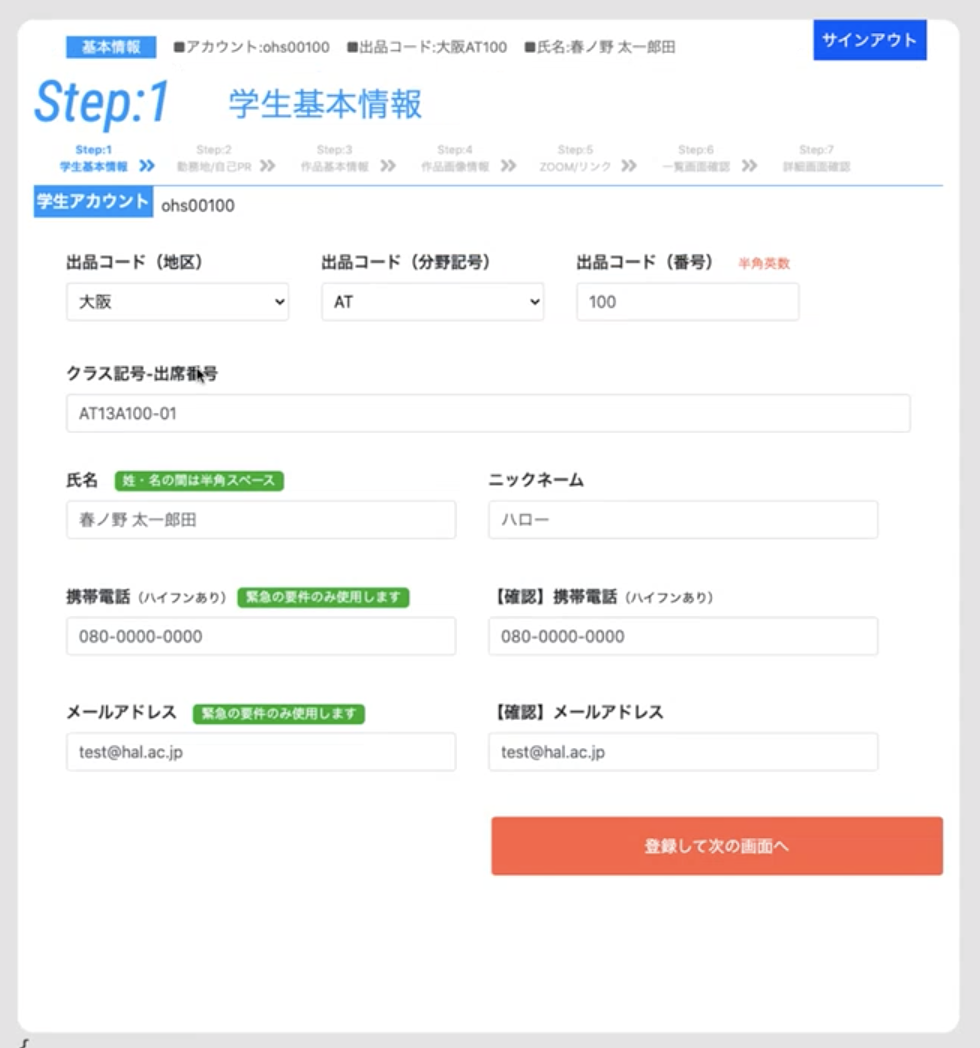 基本情報 ■アカウント:ohs00100 ■出品コード:大阪AT100 ■氏名:春ノ野 太一郎田 サインアウト
Step:1 学生基本情報
Step:1 Step:2 Step:3 Step:4 Step:5 Step:6 Step:7
学生基本情報 勤務地/自己PR 作品基本情報 作品画像情報 ZOOM/リンク 一覧画面確認 詳細画面確認
学生アカウント ohs00100
出品コード（地区） 出品コード（分野記号） 出品コード（番号） 半角英数
大阪 AT 100
クラス記号-出席番号
AT13A100-01
氏名 姓・名の間は半角スペース ニックネーム
春ノ野 太一郎田 ハロー
携帯電話（ハイフンあり） 緊急の要件のみ使用します 【確認】携帯電話（ハイフンあり）
080-0000-0000 080-0000-0000
メールアドレス 緊急の要件のみ使用します 【確認】メールアドレス
test@hal.ac.jp test@hal.ac.jp
登録して次の画面へ
{